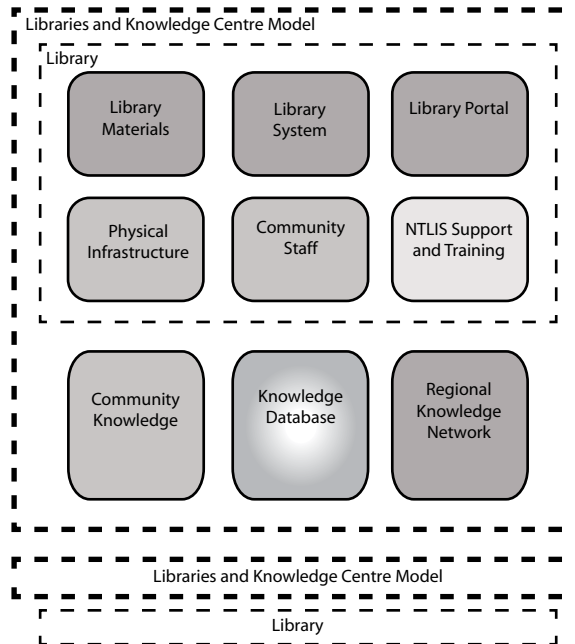 Libraries and Knowledge Centre Model
Library
Library
Materials
Library
System
Library Portal
Physical
Infrastructure
Community
Staff
NTLIS Support
and Training
Community
Knowledge
Knowledge
Database
Regional
Knowledge
Network
Libraries and Knowledge Centre Model
Library